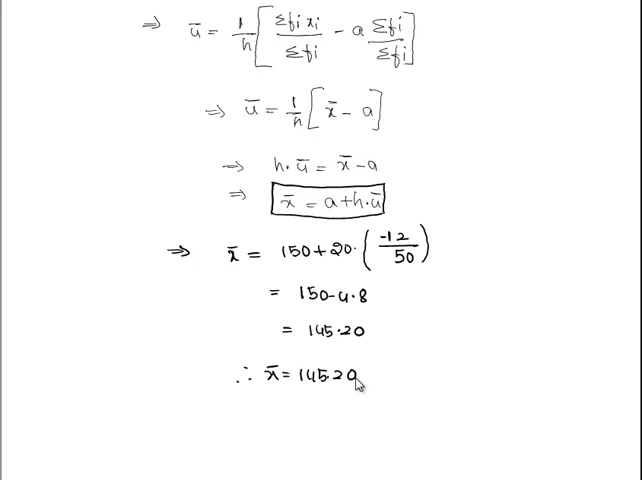 ⇒ ū = 1/h [ Σfi xi / Σfi - a Σfi / Σfi ]
⇒ ū = 1/h [ x̄ - a ]
⇒ h·ū = x̄ - a
⇒ x̄ = a+h·ū
⇒ x̄ = 150+20·( -12 / 50 )
= 150-4·8
= 145·20
∴ x̄ = 145.20